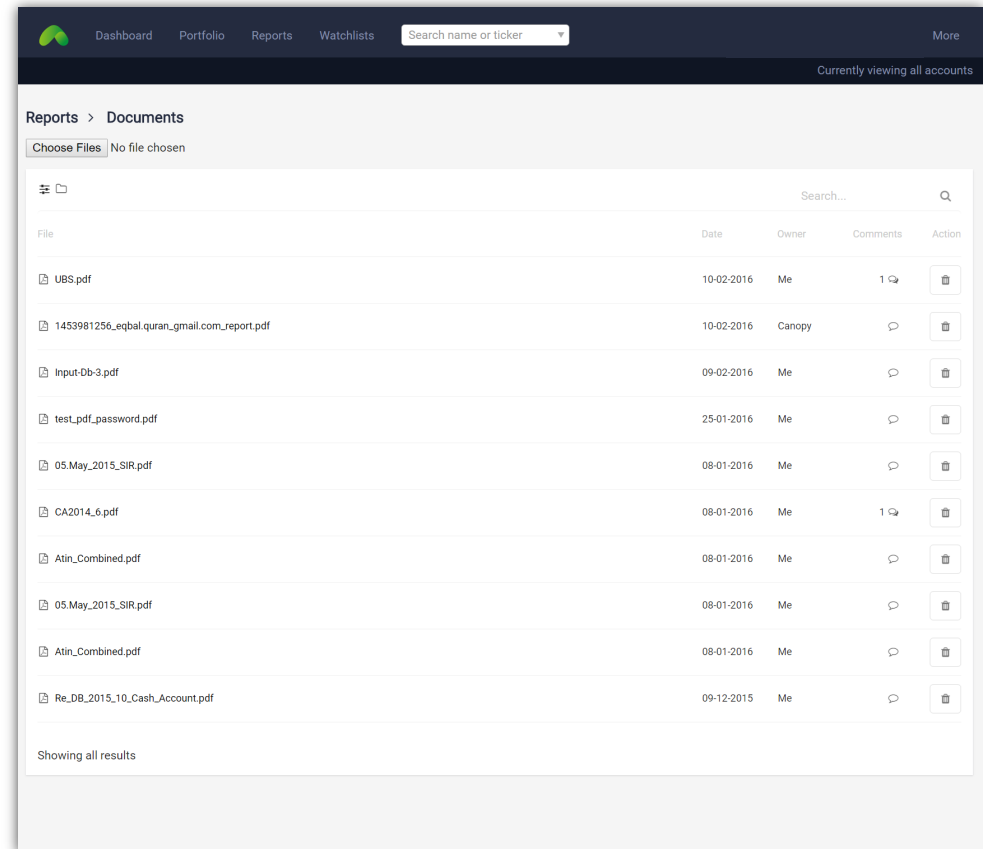 Dashboard Portfolio Reports Watchlists Search name or ticker More
Currently viewing all accounts
Reports > Documents
Choose Files No file chosen
Search...
File Date Owner Comments Action
UBS.pdf 10-02-2016 Me 1
1453981256_eqbal.quran_gmail.com_report.pdf 10-02-2016 Canopy
Input-Db-3.pdf 09-02-2016 Me
test_pdf_password.pdf 25-01-2016 Me
05.May_2015_SIR.pdf 08-01-2016 Me
CA2014_6.pdf 08-01-2016 Me 1
Atin_Combined.pdf 08-01-2016 Me
05.May_2015_SIR.pdf 08-01-2016 Me
Atin_Combined.pdf 08-01-2016 Me
Re_DB_2015_10_Cash_Account.pdf 09-12-2015 Me
Showing all results